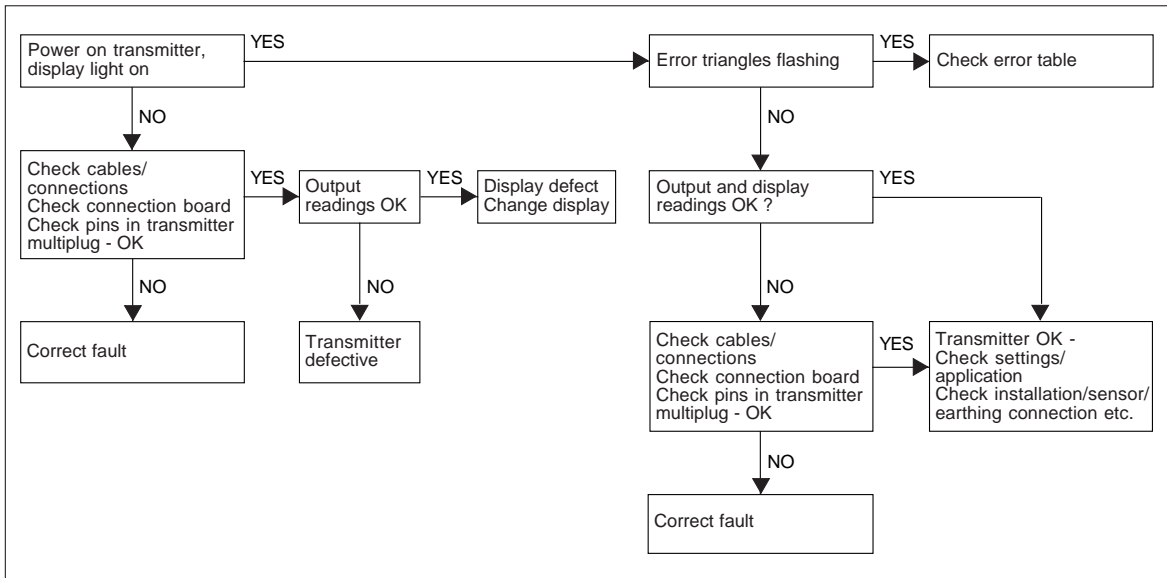 Power on transmitter,
display light on
YES
Error triangles flashing
YES
Check error table
NO
NO
Check cables/
connections
Check connection board
Check pins in transmitter
multiplug - OK
YES
Output
readings OK
YES
Display defect
Change display
Output and display
readings OK ?
YES
NO
NO
NO
Correct fault
Transmitter
defective
Check cables/
connections
Check connection board
Check pins in transmitter
multiplug - OK
YES
Transmitter OK -
Check settings/
application
Check installation/sensor/
earthing connection etc.
NO
Correct fault